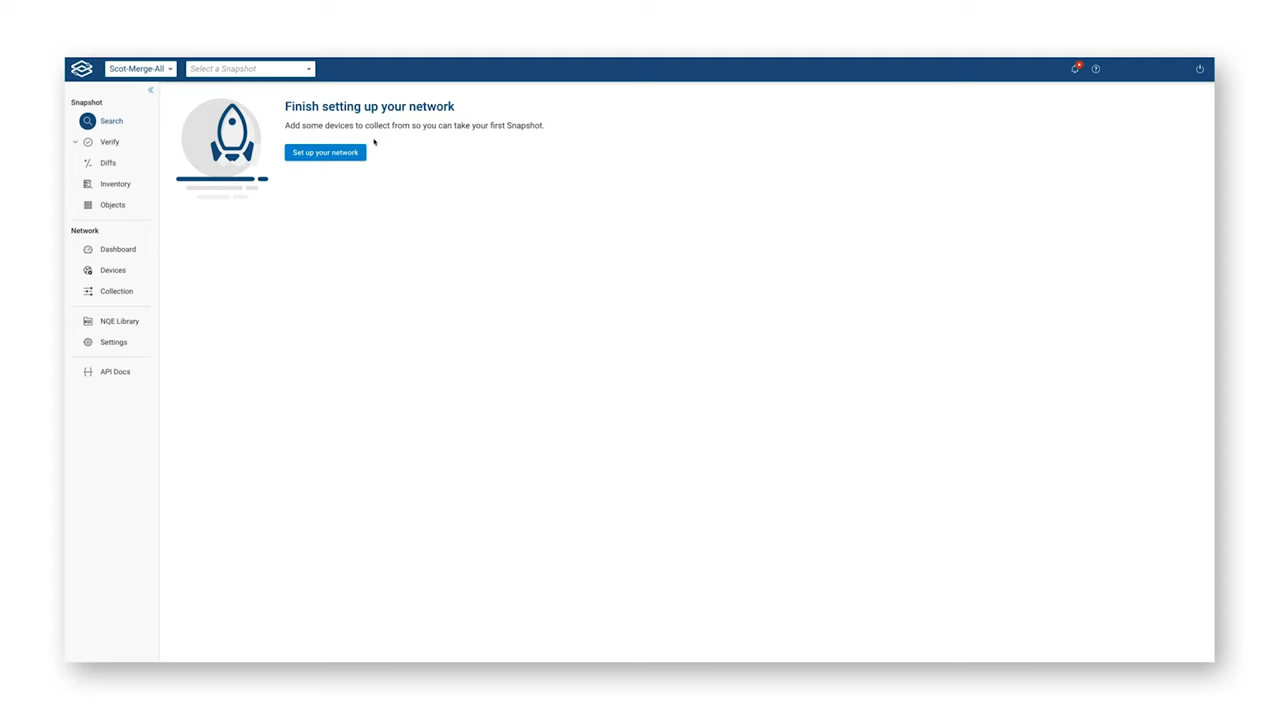 Scot-Merge-All
Select a Snapshot
Snapshot
Search
Verify
Diffs
Inventory
Objects
Network
Dashboard
Devices
Collection
NQE Library
Settings
API Docs
Finish setting up your network
Add some devices to collect from so you can take your first Snapshot.
Set up your network